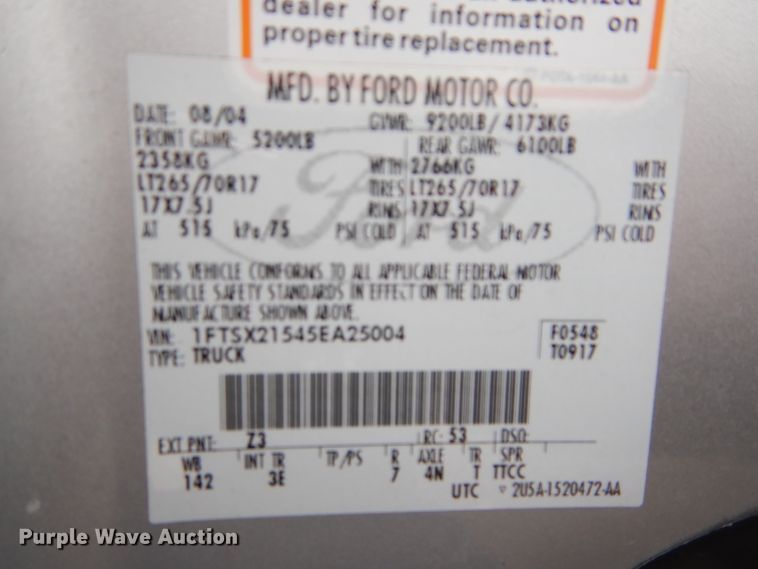 dealer for information on
proper tire replacement.
MFD. BY FORD MOTOR CO.
DATE: 08/04 GVWR: 9200LB / 4173KG
FRONT GAWR: 5200LB REAR GAWR: 6100LB
2358KG WITH 2766KG WITH
LT265/70R17 TIRES LT265/70R17 TIRES
17X7.5J RIMS 17X7.5J RIMS
AT 515 kPa/75 PSI COLD AT 515 kPa/75 PSI COLD
THIS VEHICLE CONFORMS TO ALL APPLICABLE FEDERAL MOTOR
VEHICLE SAFETY STANDARDS IN EFFECT ON THE DATE OF
MANUFACTURE SHOWN ABOVE.
VIN: 1FTSX21545EA25004 F0548
TYPE: TRUCK T0917
EXT PNT: Z3 RC: 53 DSO:
WB INT TR TP/PS R AXLE TR SPR
142 3E 7 4N T TTCC
UTC 2U5A-1520472-AA
Ford
Purple Wave Auction